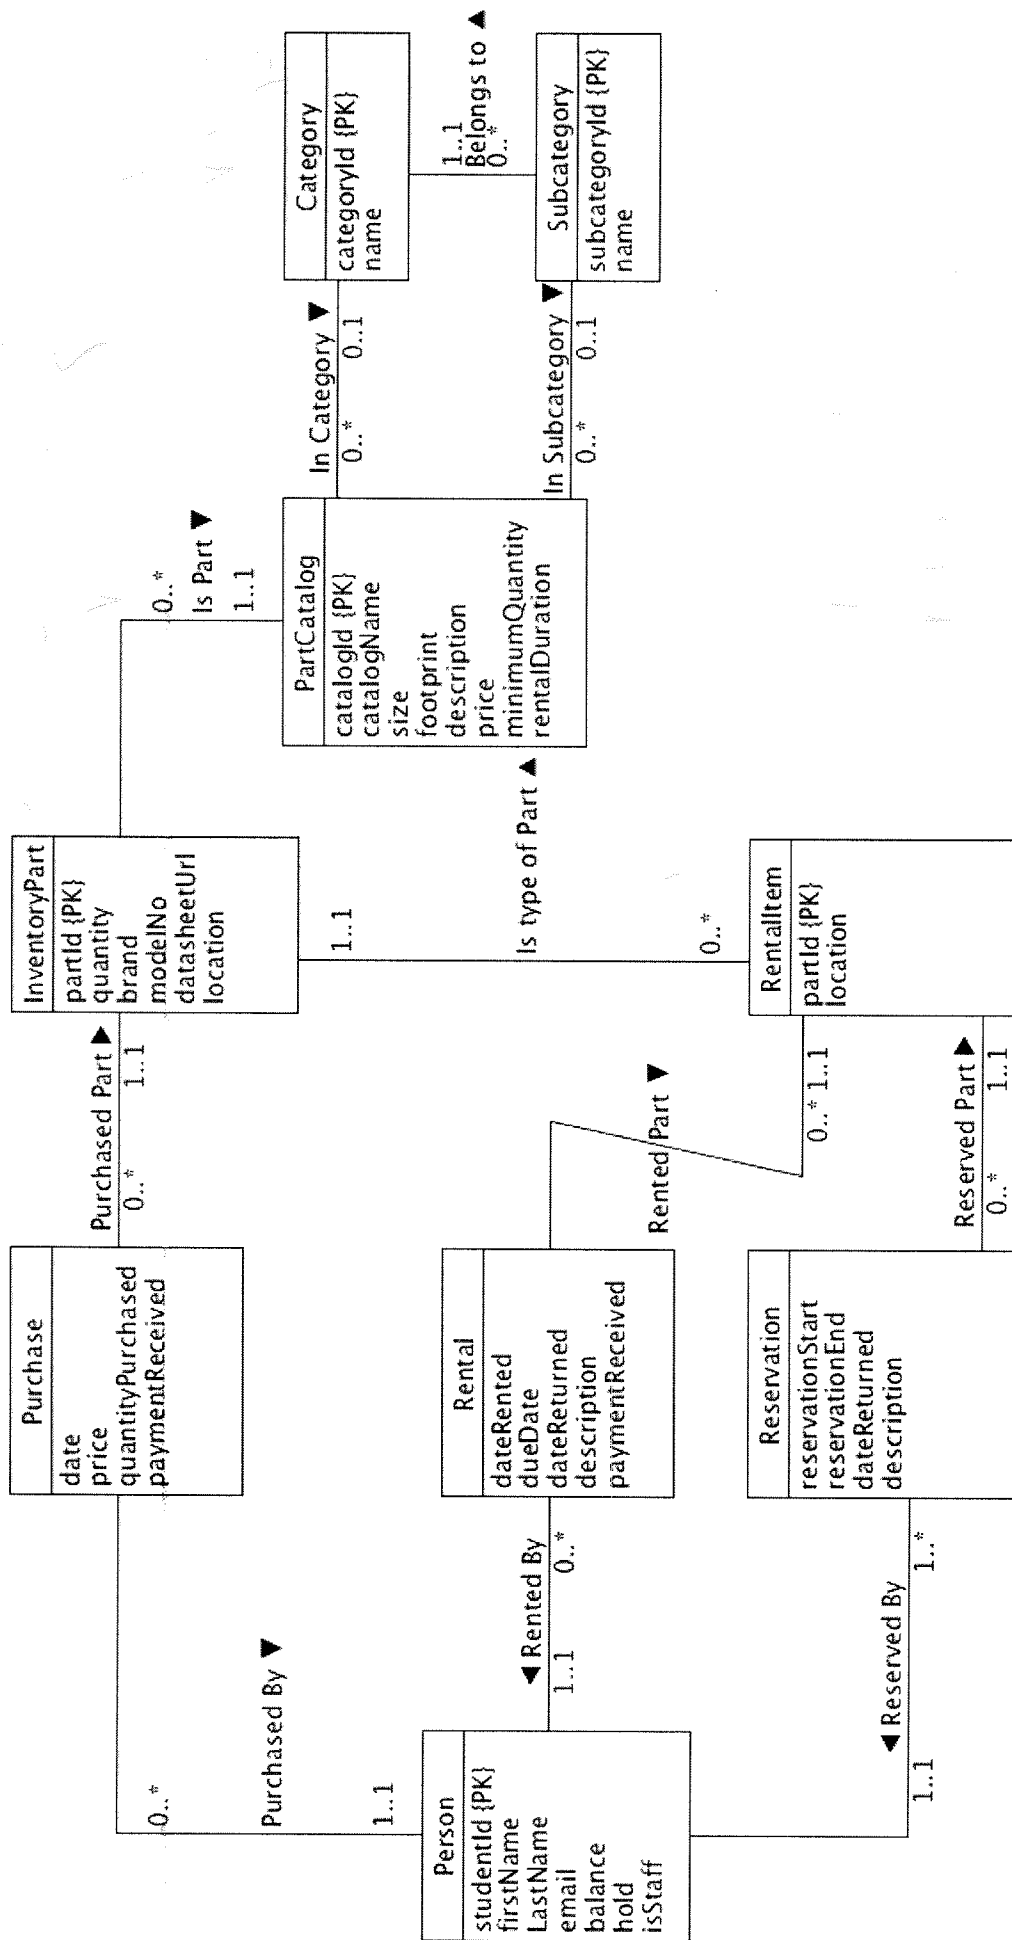 Person
studentId {PK}
firstName
LastName
email
balance
hold
isStaff
Purchased By ▼
0..*
1..1
◀ Rented By
1..1
0..*
◀ Reserved By
1..1
1..*
Purchase
date
price
quantityPurchased
paymentReceived
Rental
dateRented
dueDate
dateReturned
description
paymentReceived
Reservation
reservationStart
reservationEnd
dateReturned
description
Purchased Part ▶
0..*
1..1
Rented Part ▼
0..*
1..1
Reserved Part ▶
0..*
1..1
InventoryPart
partId {PK}
quantity
brand
modelNo
datasheetUrl
location
1..1
Is type of Part ▲
0..*
RentalItem
partId {PK}
location
0..*
Is Part ▼
1..1
PartCatalog
catalogId {PK}
catalogName
size
footprint
description
price
minimumQuantity
rentalDuration
In Category ▼
0..*
0..1
In Subcategory ▼
0..*
0..1
Category
categoryId {PK}
name
1..1
Belongs to ▲
0..*
Subcategory
subcategoryId {PK}
name